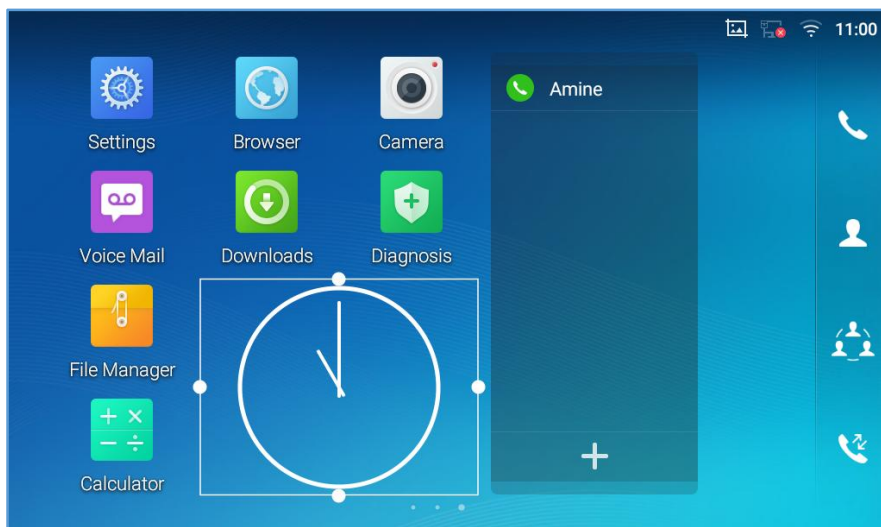 11:00
Settings
Browser
Camera
Amine
Voice Mail
Downloads
Diagnosis
File Manager
Calculator